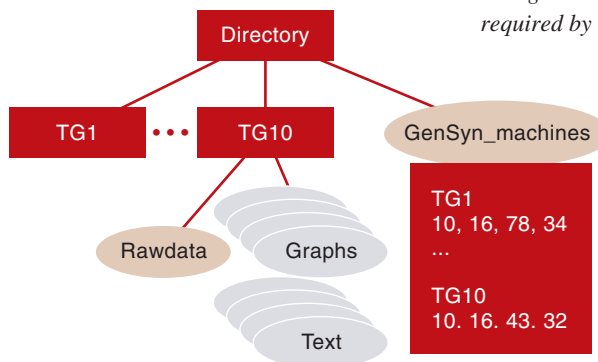 required by
Directory
TG1
TG10
GenSyn_machines
TG1
10, 16, 78, 34
...
TG10
10. 16. 43. 32
Rawdata
Graphs
Text